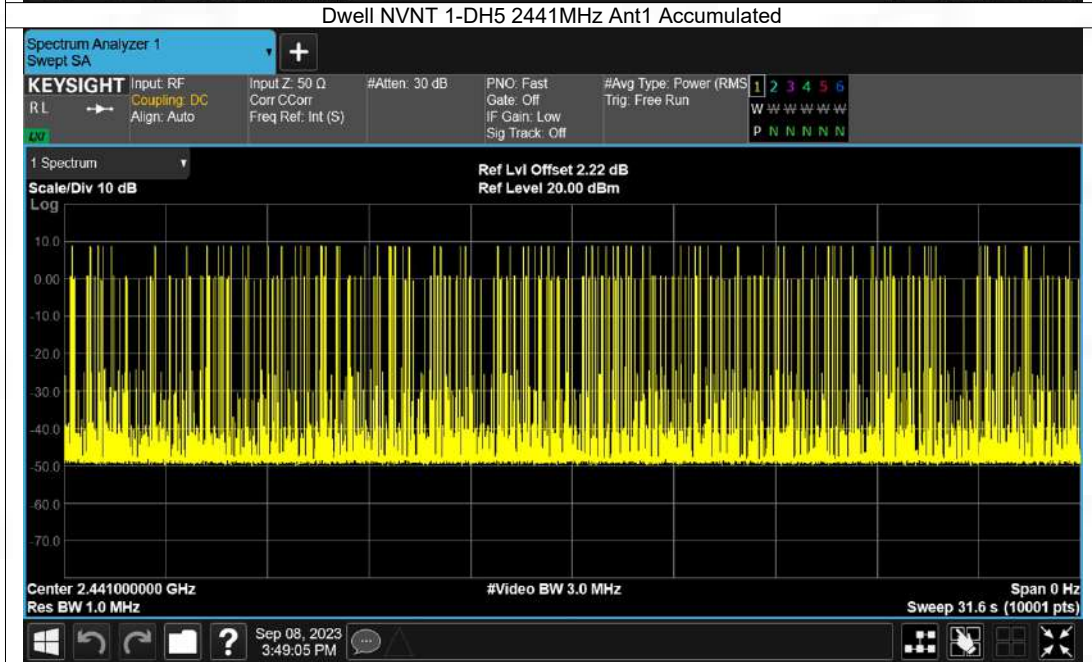 Dwell NVNT 1-DH5 2441MHz Ant1 Accumulated
Spectrum Analyzer 1
Swept SA
+
KEYSIGHT Input: RF Input Z: 50 Ω #Atten: 30 dB PNO: Fast #Avg Type: Power (RMS 1 2 3 4 5 6
RL Coupling: DC Corr CCorr Gate: Off Trig: Free Run
Align: Auto Freq Ref: Int (S) IF Gain: Low W W W W W W
LXI Sig Track: Off P N N N N N
1 Spectrum
Ref Lvl Offset 2.22 dB
Scale/Div 10 dB Ref Level 20.00 dBm
Log
10.0
0.00
-10.0
-20.0
-30.0
-40.0
-50.0
-60.0
-70.0
Center 2.441000000 GHz #Video BW 3.0 MHz Span 0 Hz
Res BW 1.0 MHz Sweep 31.6 s (10001 pts)
? Sep 08, 2023
3:49:05 PM